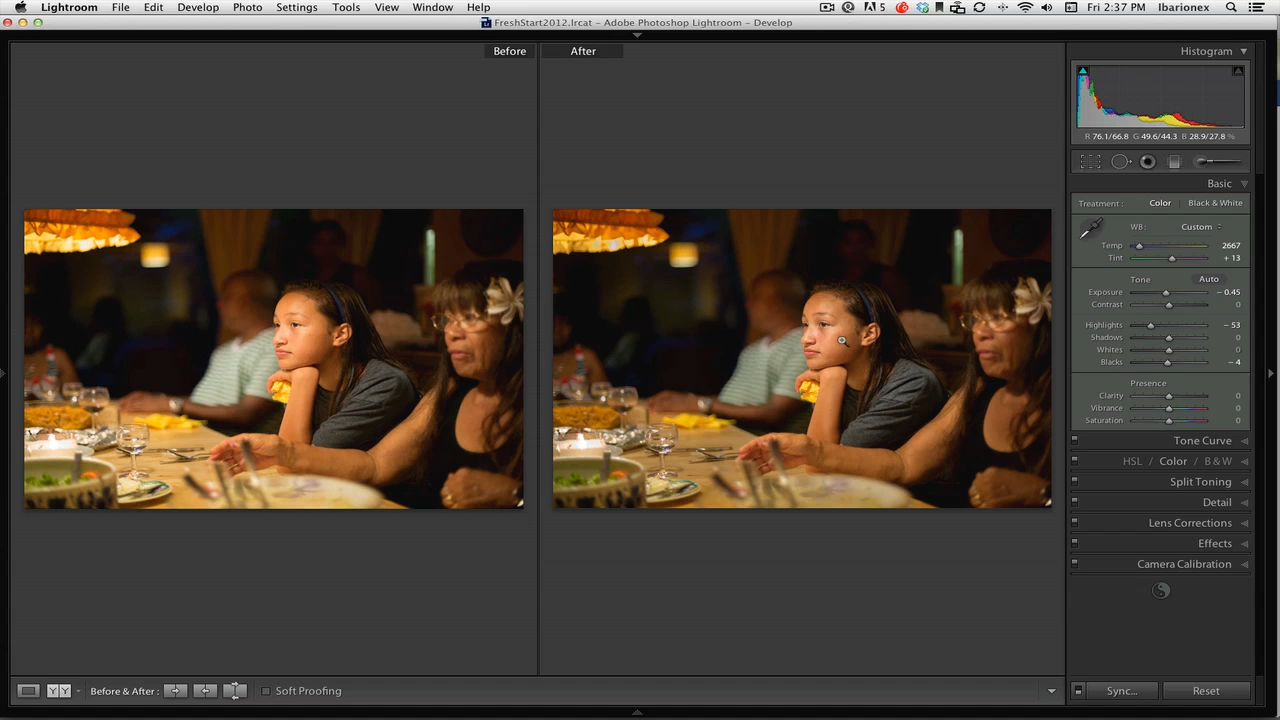 Lightroom File Edit Develop Photo Settings Tools View Window Help 5 Fri 2:37 PM Ibarionex
FreshStart2012.lrcat – Adobe Photoshop Lightroom – Develop
Before After
Histogram
R 76.1/66.8 G 49.6/44.3 B 28.9/27.8 %
Basic
Treatment : Color Black & White
WB: Custom
Temp 2667
Tint + 13
Tone Auto
Exposure – 0.45
Contrast 0
Highlights – 53
Shadows 0
Whites 0
Blacks – 4
Presence
Clarity 0
Vibrance 0
Saturation 0
Tone Curve
HSL / Color / B&W
Split Toning
Detail
Lens Corrections
Effects
Camera Calibration
YY Before & After : Soft Proofing Sync... Reset